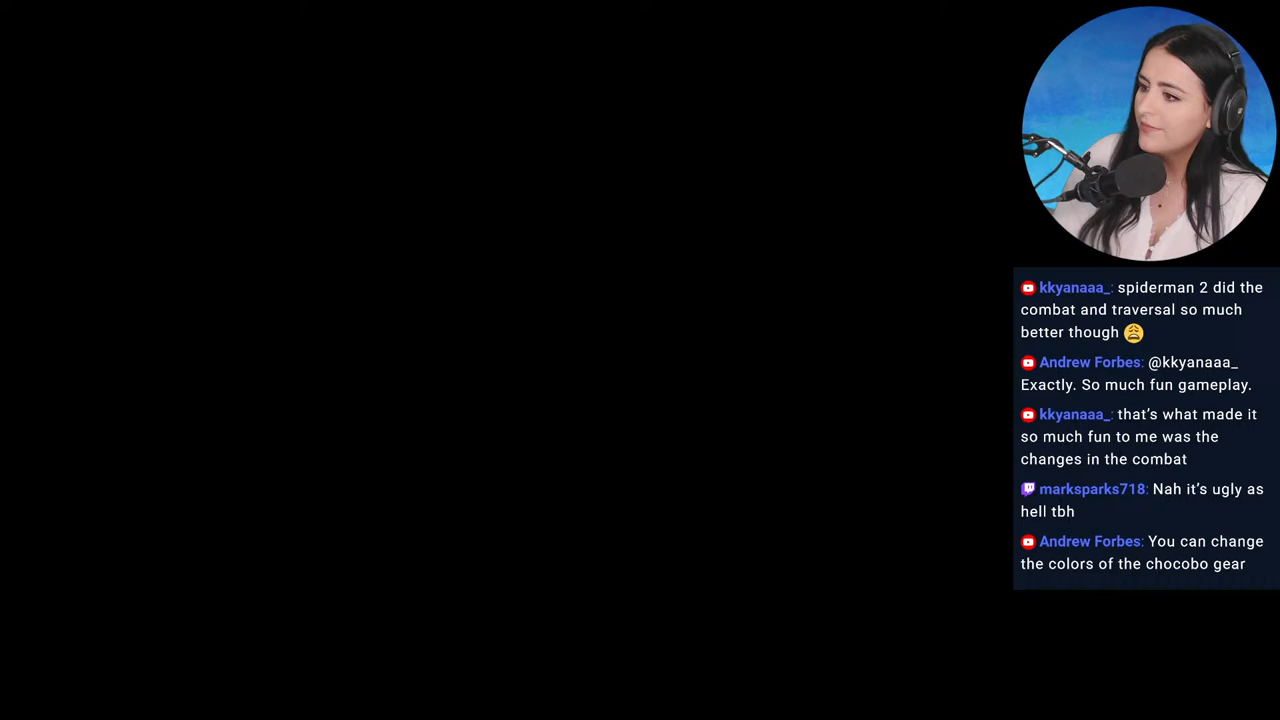 kkyanaaa_: spiderman 2 did the
combat and traversal so much
better though 😩
Andrew Forbes: @kkyanaaa_
Exactly. So much fun gameplay.
kkyanaaa_: that’s what made it
so much fun to me was the
changes in the combat
marksparks718: Nah it’s ugly as
hell tbh
Andrew Forbes: You can change
the colors of the chocobo gear